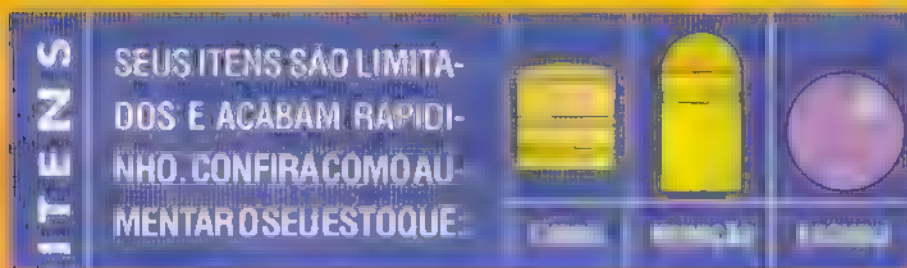 ITENS
SEUS ITENS SÃO LIMITA-
DOS E ACABAM RAPIDI-
NHO. CONFIRA COMO AU-
MENTAR O SEU ESTOQUE: